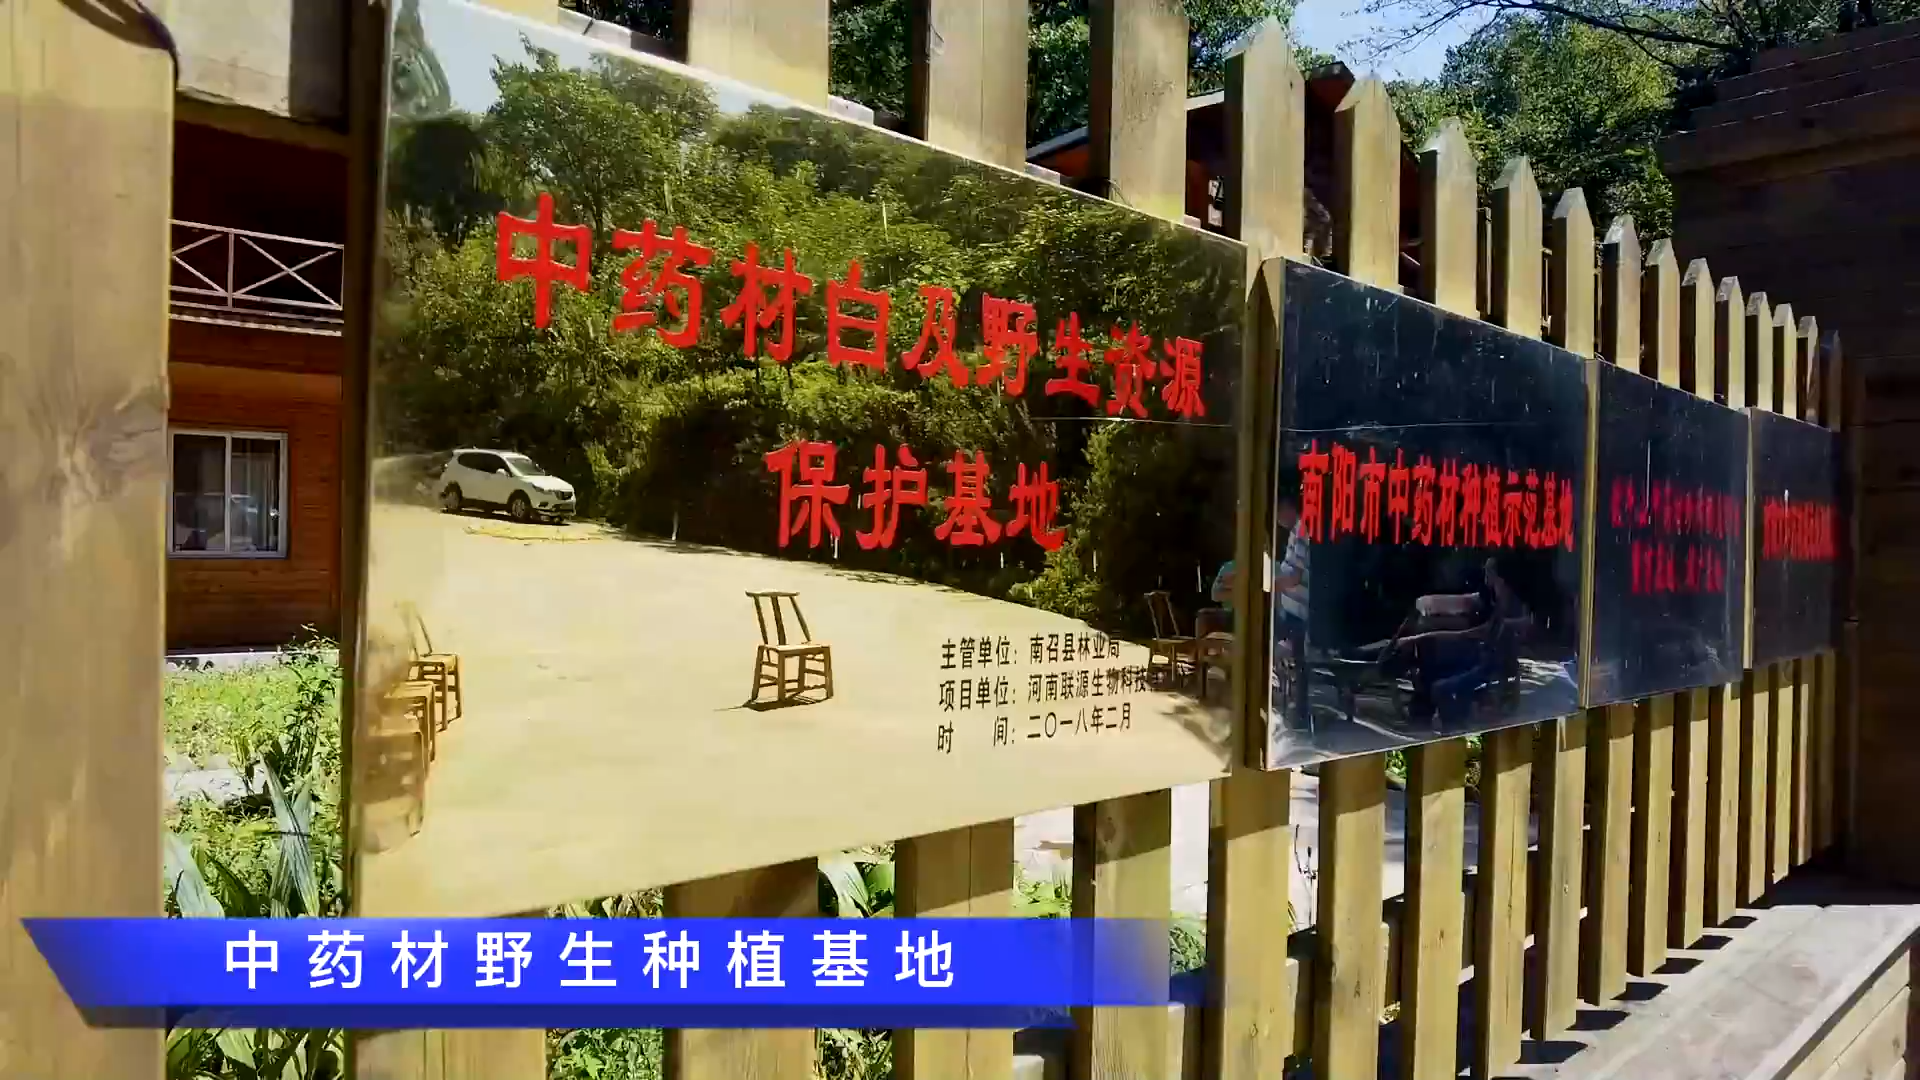 中药材白及野生资源
保护基地
主管单位：南召县林业局
项目单位：河南联源生物科技
时 间：二〇一八年二月
南阳市中药材种植示范基地
中药材野生种植基地